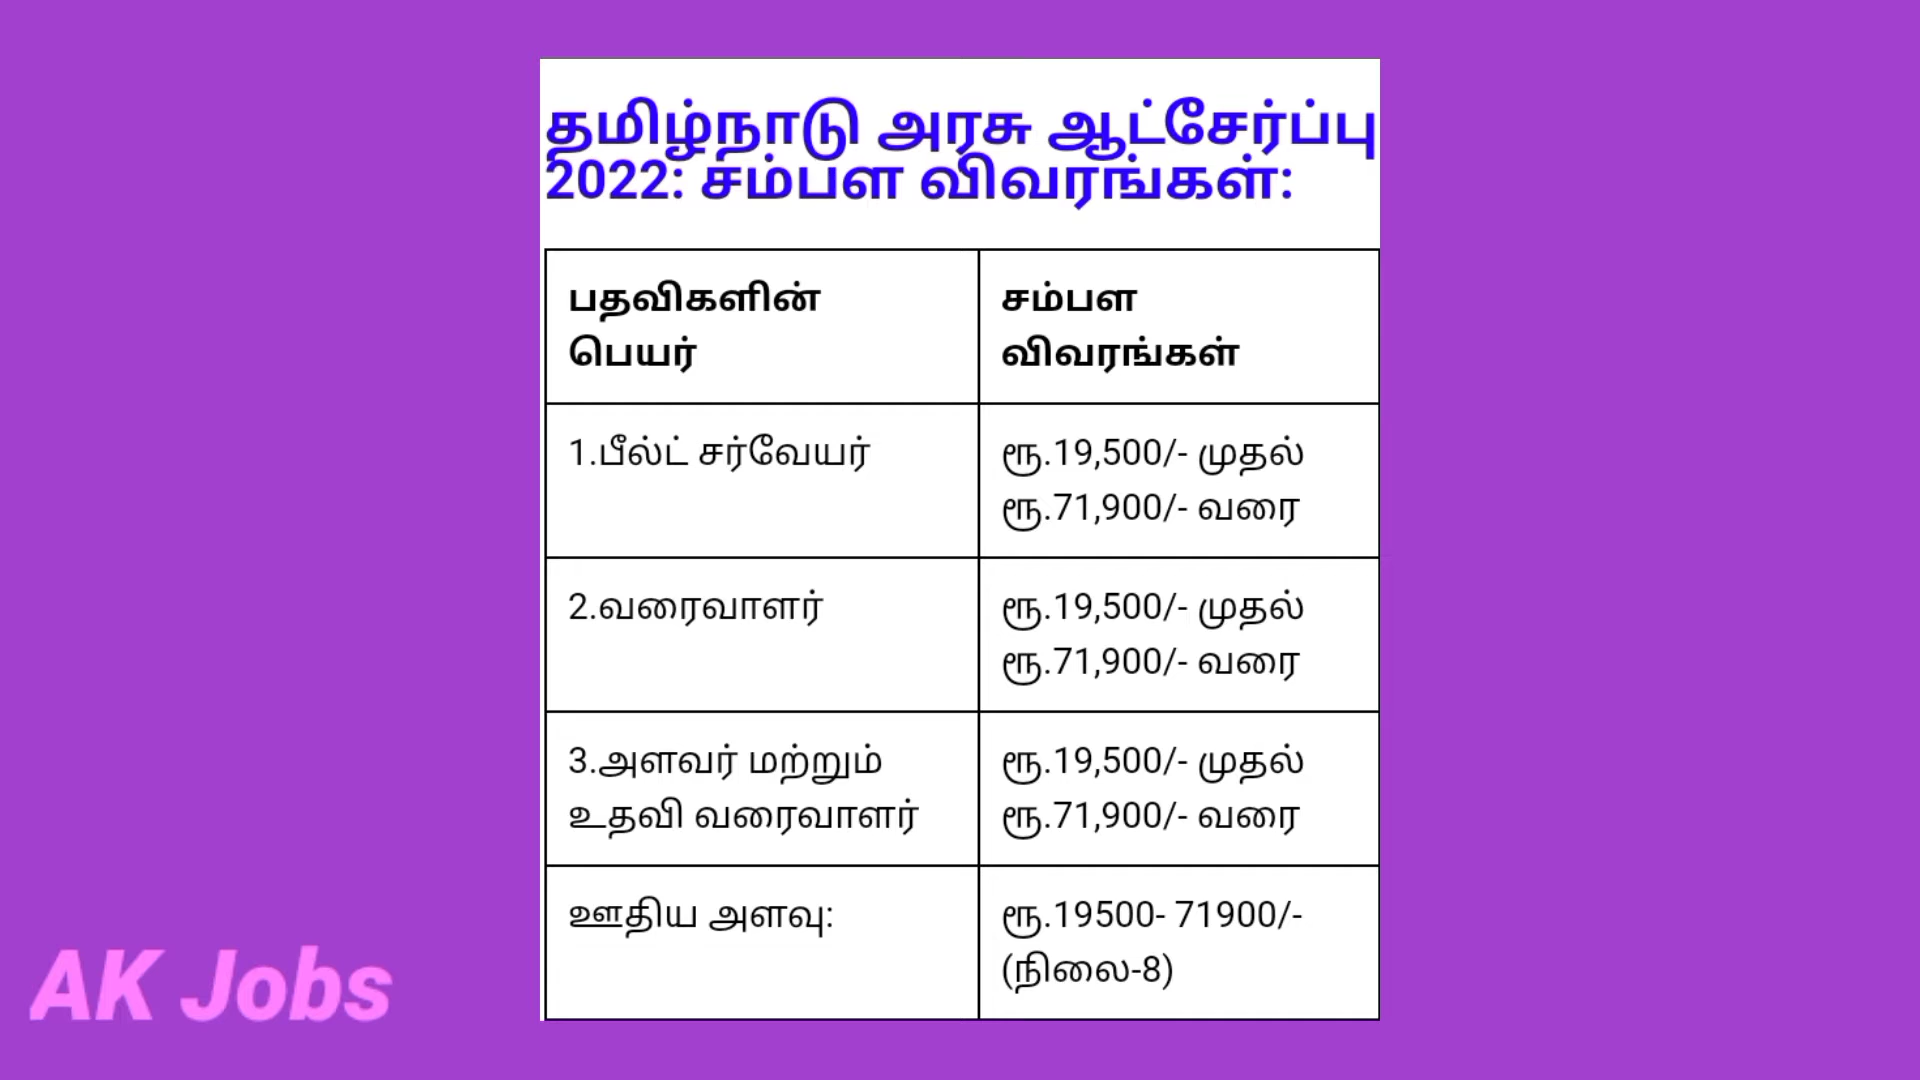 தமிழ்நாடு அரசு ஆட்சேர்ப்பு
2022: சம்பள விவரங்கள்:
பதவிகளின்
பெயர்
சம்பள
விவரங்கள்
1.பீல்ட் சர்வேயர்
ரூ.19,500/- முதல்
ரூ.71,900/- வரை
2.வரைவாளர்
ரூ.19,500/- முதல்
ரூ.71,900/- வரை
3.அளவர் மற்றும்
உதவி வரைவாளர்
ரூ.19,500/- முதல்
ரூ.71,900/- வரை
ஊதிய அளவு:
ரூ.19500- 71900/-
(நிலை-8)
AK Jobs